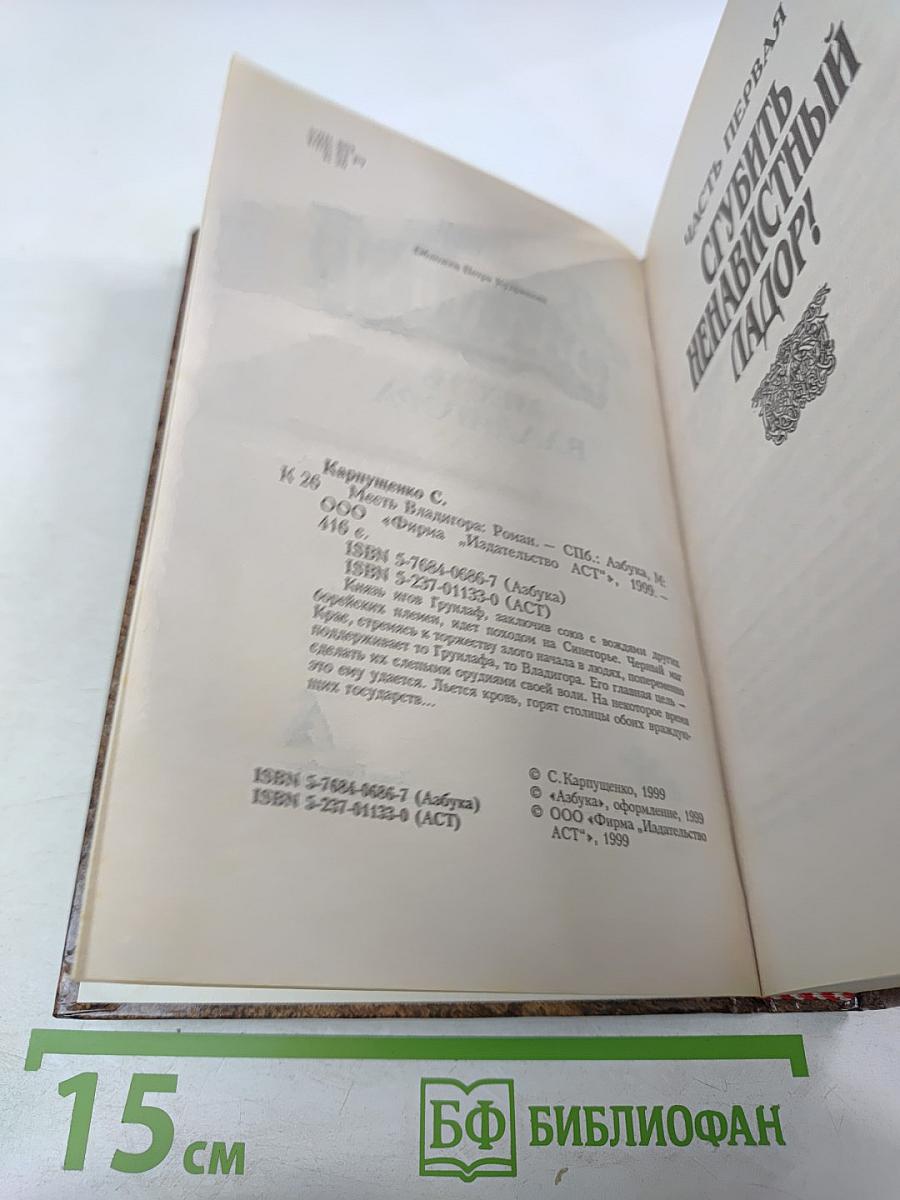 Обложка Петра Кудряшова
Карпущенко С.
К 26 Месть Владигора: Роман. — СПб.: Азбука, М:
ООО «Фирма „Издательство АСТ“», 1999. —
416 с.
ISBN 5-7684-0686-7 (Азбука)
ISBN 5-237-01133-0 (АСТ)
Князь игов Грунлаф, заключив союз с вождями других
борейских племен, идет походом на Синегорье. Черный маг
Крас, стремясь к торжеству злого начала в людях, попеременно
поддерживает то Грунлафа, то Владигора. Его главная цель —
сделать их слепыми орудиями своей воли. На некоторое время
это ему удается. Льется кровь, горят столицы обоих враждую-
щих государств...
ISBN 5-7684-0686-7 (Азбука)
ISBN 5-237-01133-0 (АСТ)
© С. Карпущенко, 1999
© «Азбука», оформление, 1999
© ООО «Фирма „Издательство
АСТ“», 1999
ЧАСТЬ ПЕРВАЯ
СГУБИТЬ
НЕНАВИСТНЫЙ
ЛАДОР!
15 см
БФ БИБЛИОФАН